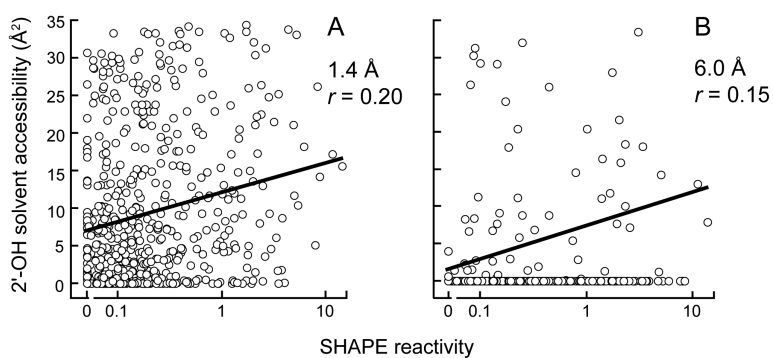 2'-OH solvent accessibility (Å²)
35
30
25
20
15
10
5
0
A
1.4 Å
r = 0.20
0 0.1 1 10
B
6.0 Å
r = 0.15
0 0.1 1 10
SHAPE reactivity